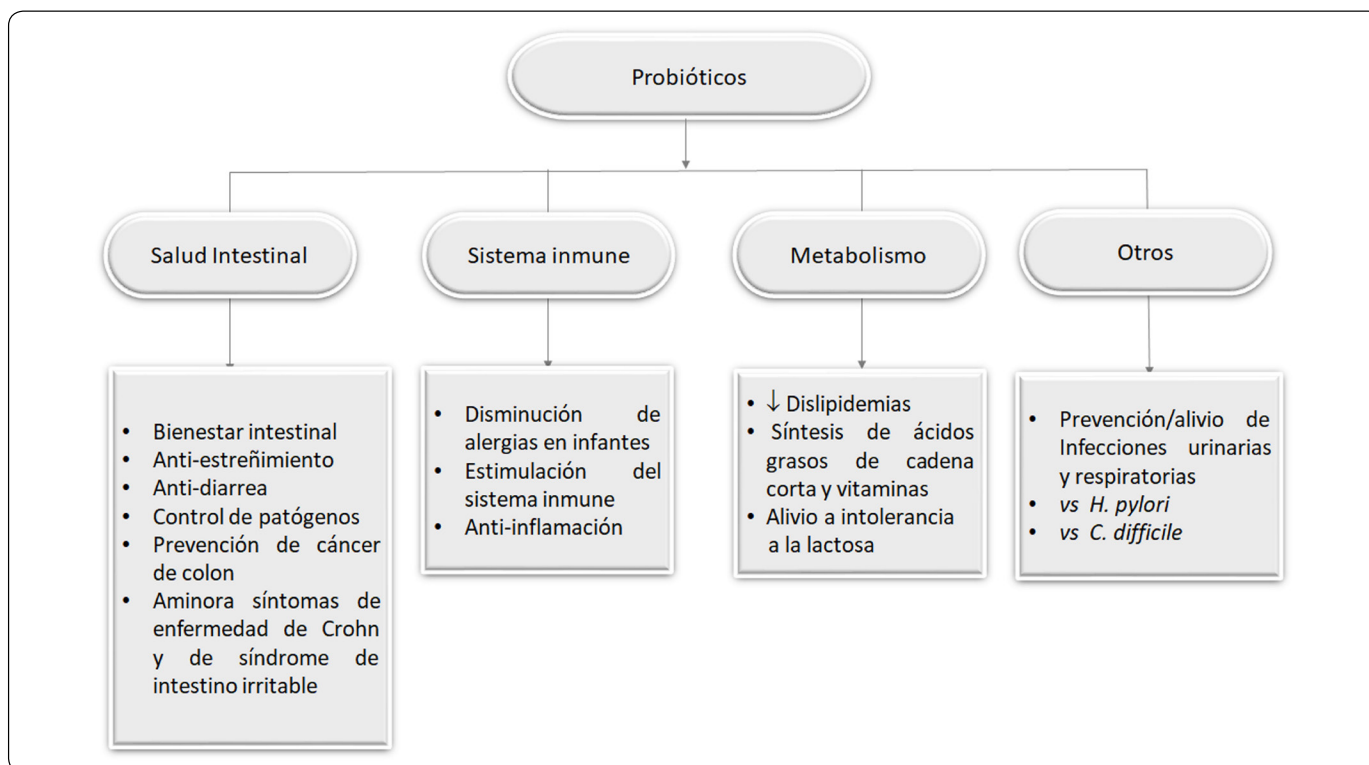 Probióticos
Salud Intestinal
Sistema inmune
Metabolismo
Otros
• Bienestar intestinal
• Anti-estreñimiento
• Anti-diarrea
• Control de patógenos
• Prevención de cáncer
de colon
• Aminora síntomas de
enfermedad de Crohn
y de síndrome de
intestino irritable
• Disminución de
alergias en infantes
• Estimulación del
sistema inmune
• Anti-inflamación
• ↓ Dislipidemias
• Síntesis de ácidos
grasos de cadena
corta y vitaminas
• Alivio a intolerancia
a la lactosa
• Prevención/alivio de
Infecciones urinarias
y respiratorias
• vs H. pylori
• vs C. difficile